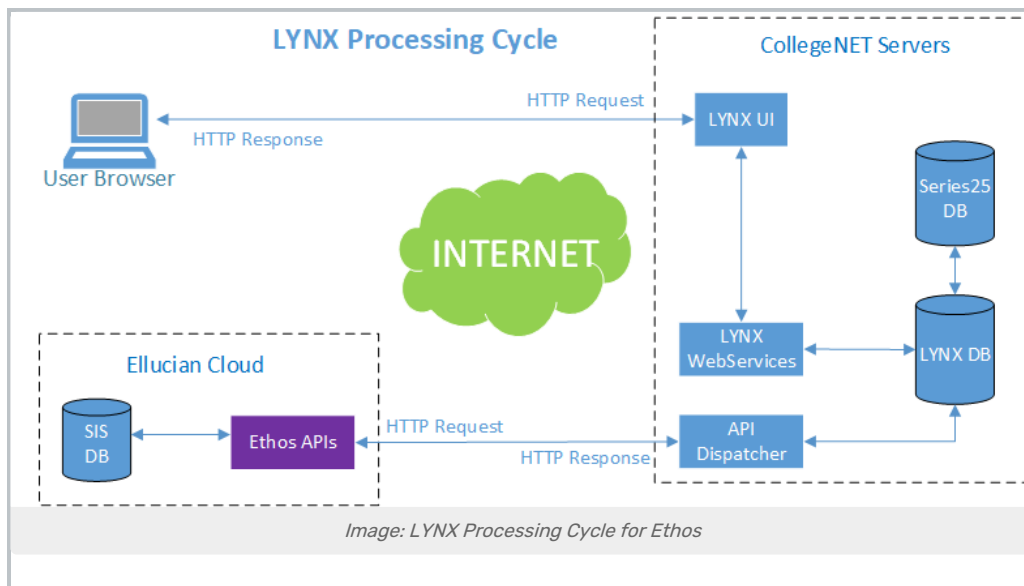 LYNX Processing Cycle
CollegeNET Servers
HTTP Request
LYNX UI
HTTP Response
User Browser
Series25
DB
INTERNET
LYNX
WebServices
LYNX DB
Ellucian Cloud
SIS
DB
Ethos APIs
HTTP Request
HTTP Response
API
Dispatcher
Image: LYNX Processing Cycle for Ethos